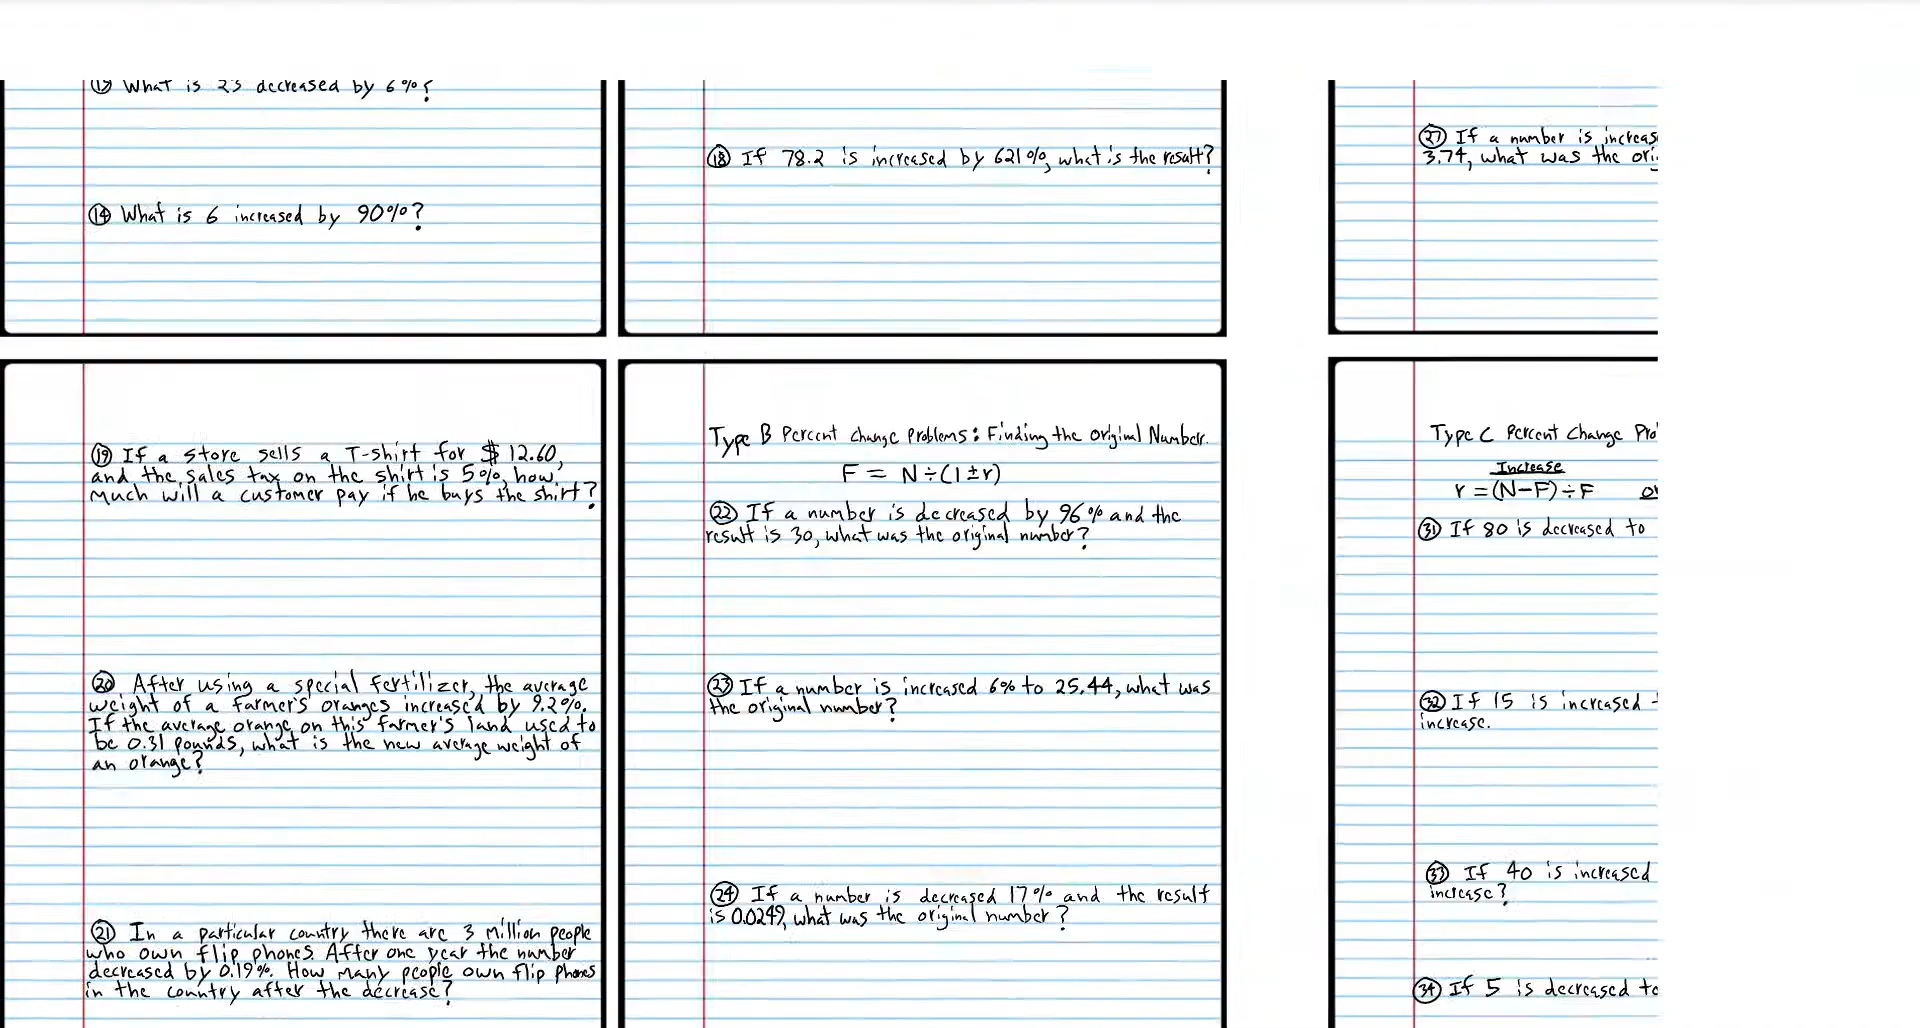 What is 23 decreased by 6%?
⑭ What is 6 increased by 90%?
⑱ If 78.2 is increased by 621%, what is the result?
㉗ If a number is increas
3.74, what was the ori
⑲ If a store sells a T-shirt for $12.60,
and the sales tax on the shirt is 5%, how
much will a customer pay if he buys the shirt?
⑳ After using a special fertilizer, the average
weight of a farmer's oranges increased by 9.2%.
If the average orange on this farmer's land used to
be 0.31 pounds, what is the new average weight of
an orange?
㉑ In a particular country there are 3 million people
who own flip phones. After one year the number
decreased by 0.19%. How many people own flip phones
in the country after the decrease?
Type B Percent Change Problems: Finding the Original Number.
F = N÷(1±r)
㉒ If a number is decreased by 96% and the
result is 30, what was the original number?
㉓ If a number is increased 6% to 25.44, what was
the original number?
㉔ If a number is decreased 17% and the result
is 0.0249, what was the original number?
Type C Percent Change Pro
Increase
r = (N-F)÷F or
㉛ If 80 is decreased to
㉜ If 15 is increased
increase.
㉝ If 40 is increased
increase?
㉞ If 5 is decreased to